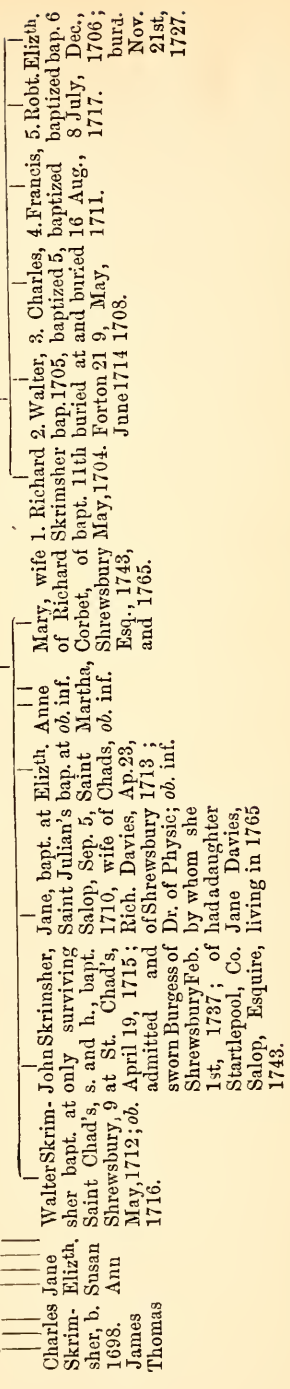 Charles
Skrim-
sher, b.
1698.
James
Thomas
Jane
Elizth.
Susan
Ann
Walter Skrim-
sher bapt. at
Saint Chad's,
Shrewsbury, 9
May, 1712; ob.
1716.
John Skrimsher,
only surviving
s. and h., bapt.
at St. Chad's,
April 19, 1715;
admitted and
sworn Burgess of
Shrewsbury Feb.
1st, 1737; of
Startlepool, Co.
Salop, Esquire,
1743.
Jane, bapt. at
Saint Julian's
Salop, Sep. 5,
1710, wife of
Rich. Davies,
of Shrewsbury
Dr. of Physic;
by whom she
had a daughter
Jane Davies,
living in 1765
Elizth.
bap. at
Saint
Chads,
Ap. 23,
1713;
ob. inf.
Anne
ob. inf.
Martha,
ob. inf.
Mary, wife
of Richard
Corbet, of
Shrewsbury
Esq., 1743,
and 1765.
1. Richard
Skrimsher
bapt. 11th
May, 1704.
2. Walter,
bap. 1705,
buried at
Forton 21
June 1714
3. Charles,
baptized 5,
and buried
9, May,
1708.
4. Francis,
baptized
16 Aug.,
1711.
5. Robt.
baptized
8 July,
1717.
Elizth.
bap. 6
Dec.,
1706;
burd.
Nov.
21st,
1727.